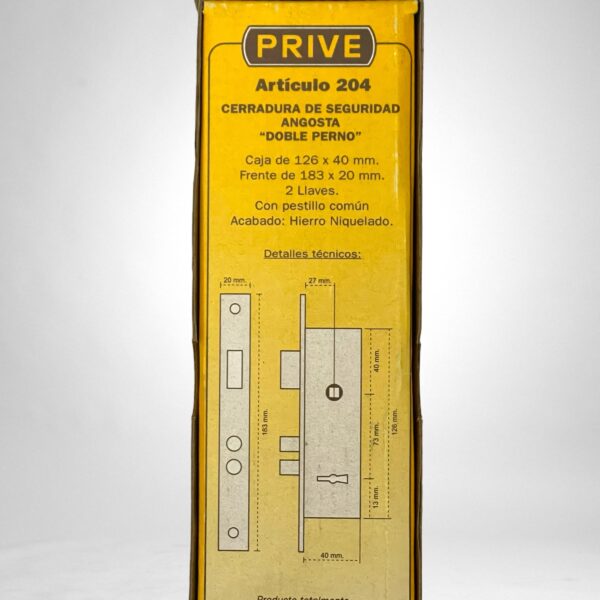 PRIVE
Artículo 204
CERRADURA DE SEGURIDAD
ANGOSTA
“DOBLE PERNO”
Caja de 126 x 40 mm.
Frente de 183 x 20 mm.
2 Llaves.
Con pestillo común
Acabado: Hierro Niquelado.
Detalles técnicos:
20 mm.
27 mm.
40 mm.
183 mm.
73 mm.
126 mm.
13 mm.
40 mm.
Producto totalmente